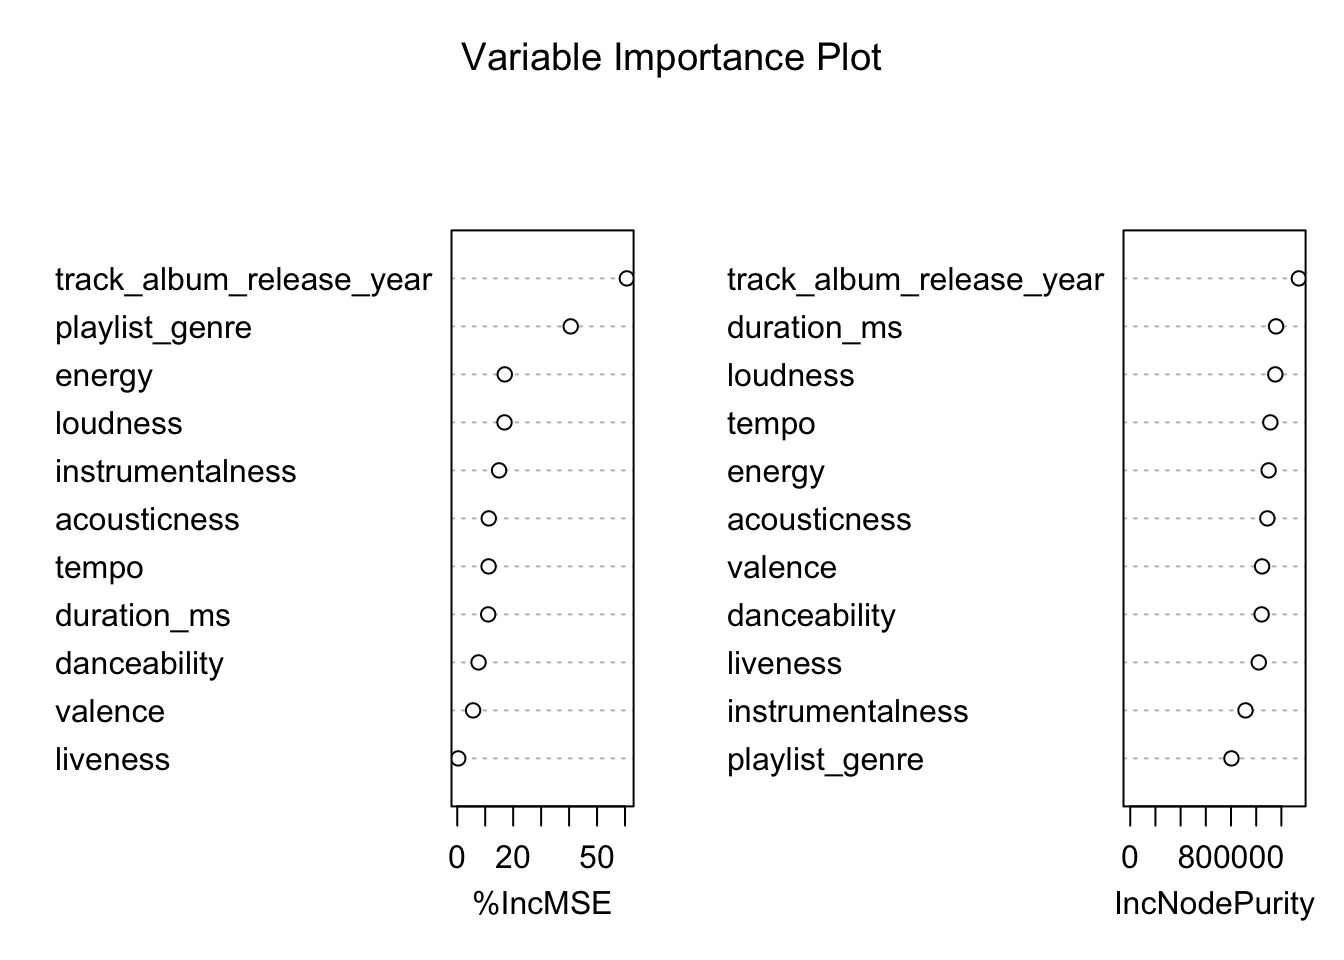 Variable Importance Plot
track_album_release_year
playlist_genre
energy
loudness
instrumentalness
acousticness
tempo
duration_ms
danceability
valence
liveness
0 20 50
%IncMSE
track_album_release_year
duration_ms
loudness
tempo
energy
acousticness
valence
danceability
liveness
instrumentalness
playlist_genre
0 800000
IncNodePurity